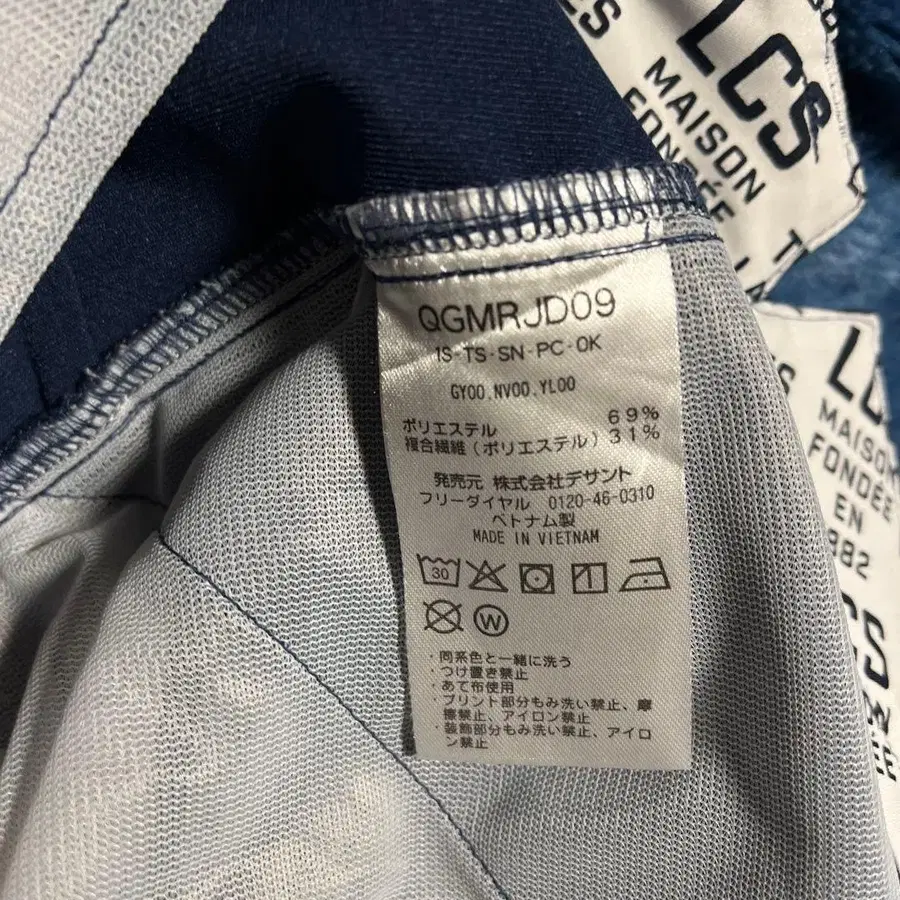 LCS
MAISON
FONDÉE
QGMRJD09
1S-TS-SN-PC-OK
GY00.NV00.YL00
ポリエステル 69%
複合繊維(ポリエステル) 31%
発売元 株式会社デサント
フリーダイヤル 0120-46-0310
ベトナム製
MADE IN VIETNAM
30
W
・同系色と一緒に洗う
・つけ置き禁止
・あて布使用
・プリント部分もみ洗い禁止、摩
擦禁止、アイロン禁止
・装飾部分もみ洗い禁止、アイロ
ン禁止
MAISON
FONDÉE
EN